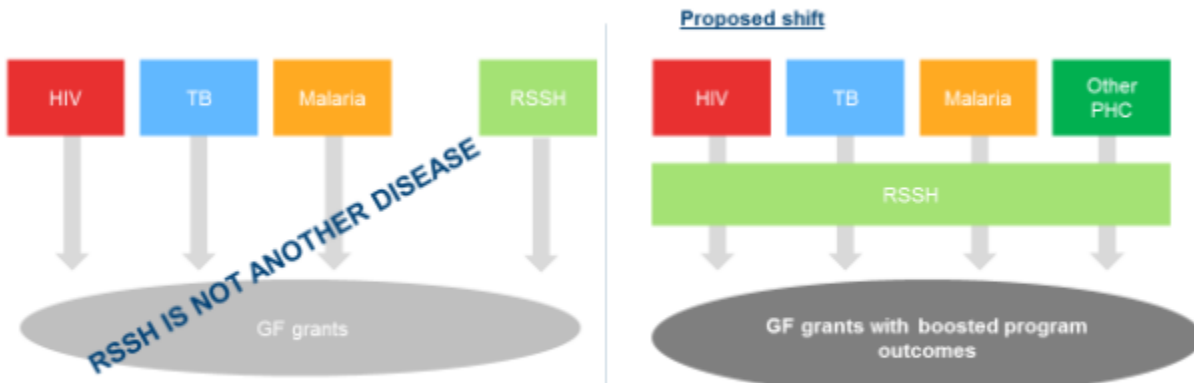 Proposed shift
HIV
TB
Malaria
RSSH
RSSH IS NOT ANOTHER DISEASE
GF grants
HIV
TB
Malaria
Other
PHC
RSSH
GF grants with boosted program
outcomes